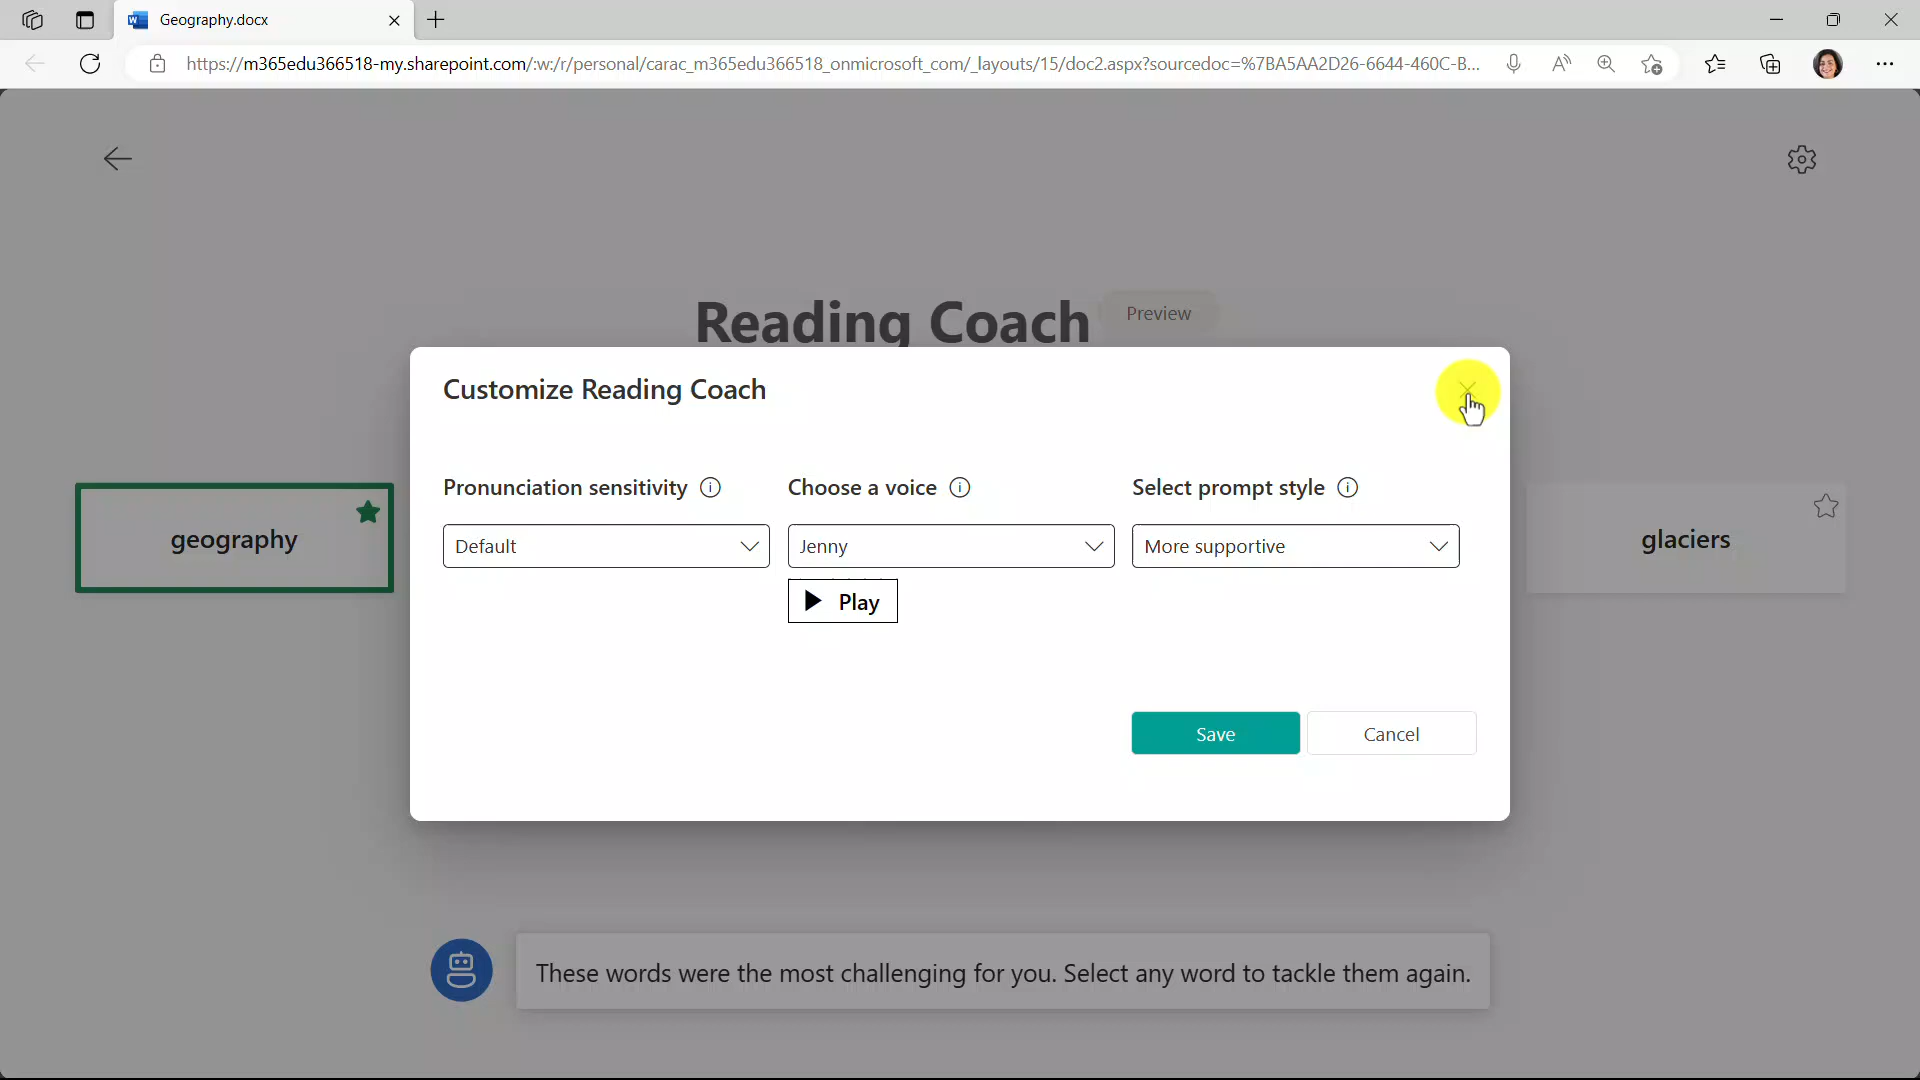 Geography.docx
https://m365edu366518-my.sharepoint.com/:w:/r/personal/carac_m365edu366518_onmicrosoft_com/_layouts/15/doc2.aspx?sourcedoc=%7BA5AA2D26-6644-460C-B...
Reading Coach Preview
Customize Reading Coach
Pronunciation sensitivity Choose a voice Select prompt style
Default Jenny More supportive
Play
geography glaciers
Save Cancel
These words were the most challenging for you. Select any word to tackle them again.